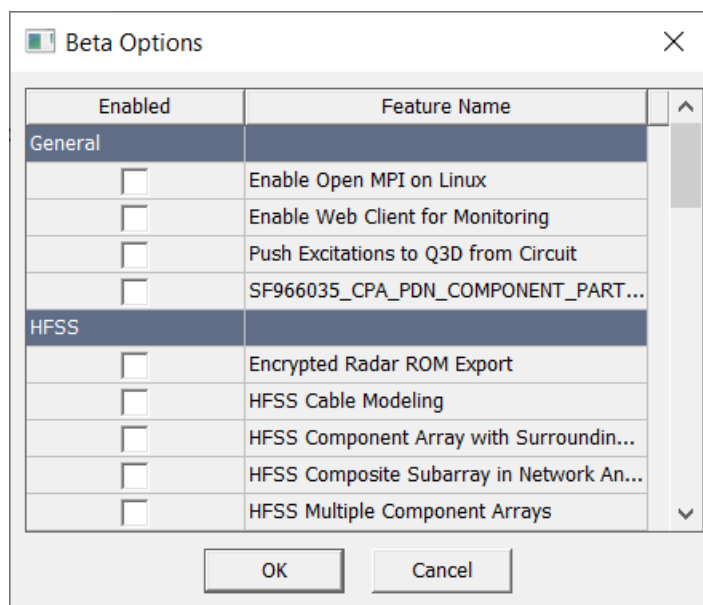 Beta Options
Enabled Feature Name
General
Enable Open MPI on Linux
Enable Web Client for Monitoring
Push Excitations to Q3D from Circuit
SF966035_CPA_PDN_COMPONENT_PART...
HFSS
Encrypted Radar ROM Export
HFSS Cable Modeling
HFSS Component Array with Surroundin...
HFSS Composite Subarray in Network An...
HFSS Multiple Component Arrays
OK Cancel